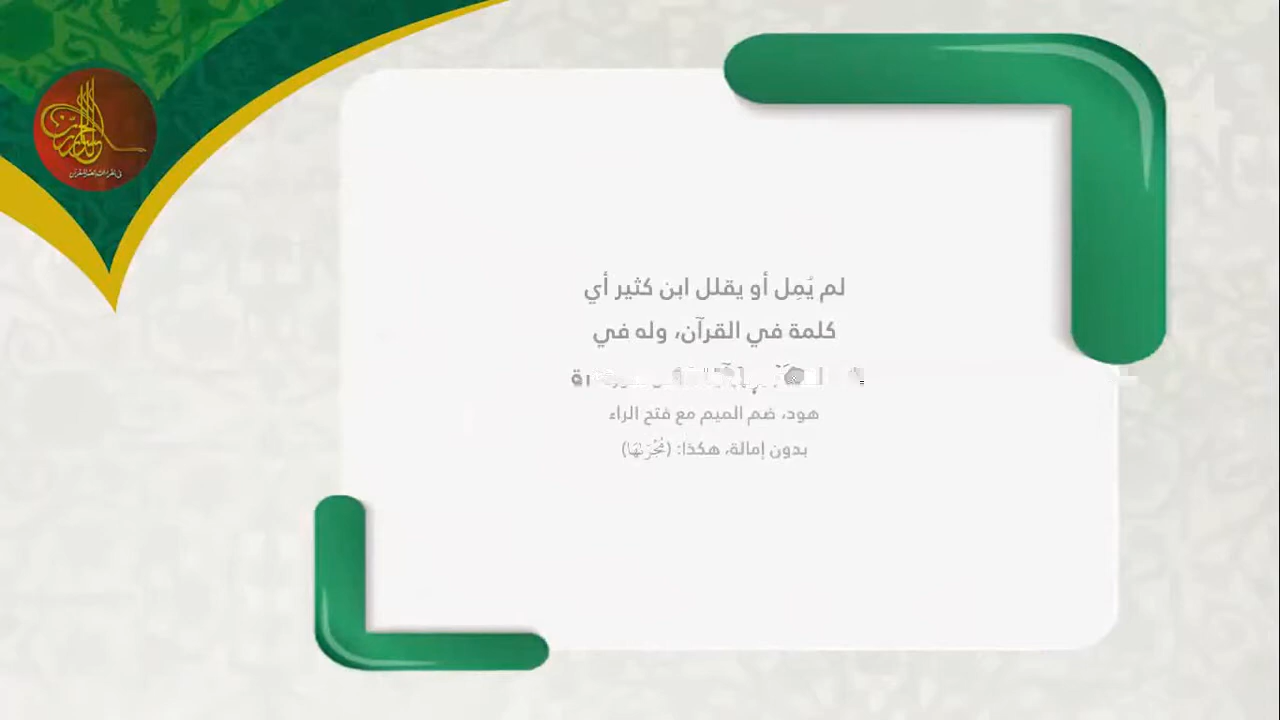 لم يُمِل أو يقلل ابن كثير أي
كلمة في القرآن، وله في
هود، ضم الميم مع فتح الراء
بدون إمالة، هكذا: (مُجْرَىٰهَا)